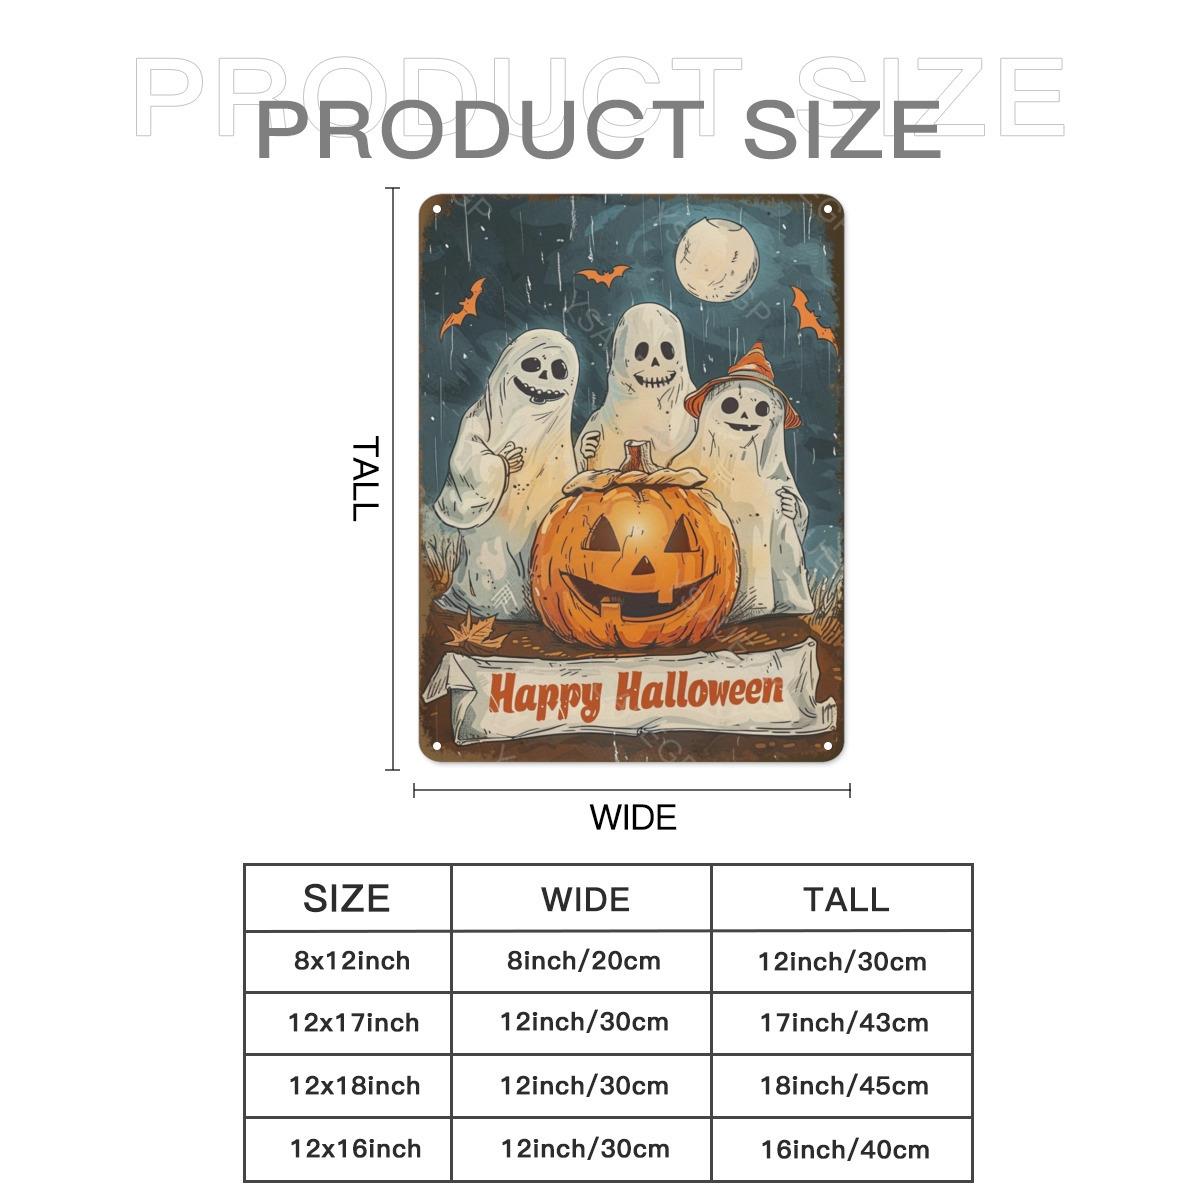 PRODUCT SIZE
PRODUCT SIZE
TALL
Happy Halloween
WIDE
SIZE WIDE TALL
8x12inch 8inch/20cm 12inch/30cm
12x17inch 12inch/30cm 17inch/43cm
12x18inch 12inch/30cm 18inch/45cm
12x16inch 12inch/30cm 16inch/40cm